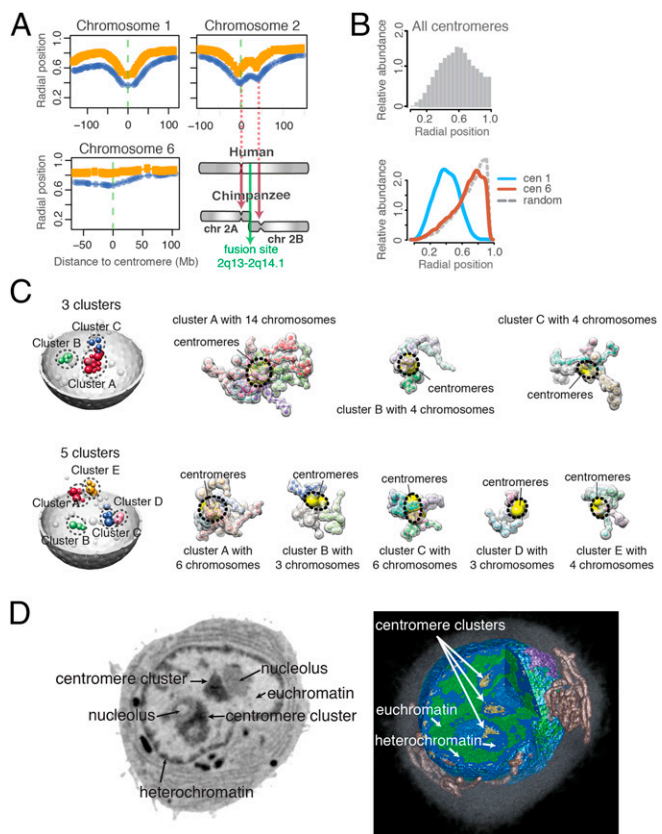 A
Chromosome 1
Chromosome 2
Radial position
0.2 0.6 1.0
-100 0 100
-100 0 100
Chromosome 6
Radial position
0.2 0.6 1.0
-50 0 50 100
Distance to centromere (Mb)
Human
Chimpanzee
chr 2A
chr 2B
fusion site
2q13-2q14.1
B
All centromeres
Relative abundance
0 1.0 2.0
0.2 0.6 1.0
Radial position
Relative abundance
0 1.0 2.0
cen 1
cen 6
random
0.2 0.6 1.0
Radial position
C
3 clusters
Cluster C
Cluster B
Cluster A
cluster A with 14 chromosomes
centromeres
centromeres
cluster B with 4 chromosomes
cluster C with 4 chromosomes
centromeres
5 clusters
Cluster E
Cluster A
Cluster D
Cluster B
Cluster C
centromeres
cluster A with
6 chromosomes
centromeres
cluster B with
3 chromosomes
centromeres
cluster C with
6 chromosomes
centromeres
cluster D with
3 chromosomes
centromeres
cluster E with
4 chromosomes
D
centromere cluster
nucleolus
euchromatin
nucleolus
centromere cluster
heterochromatin
centromere clusters
euchromatin
heterochromatin